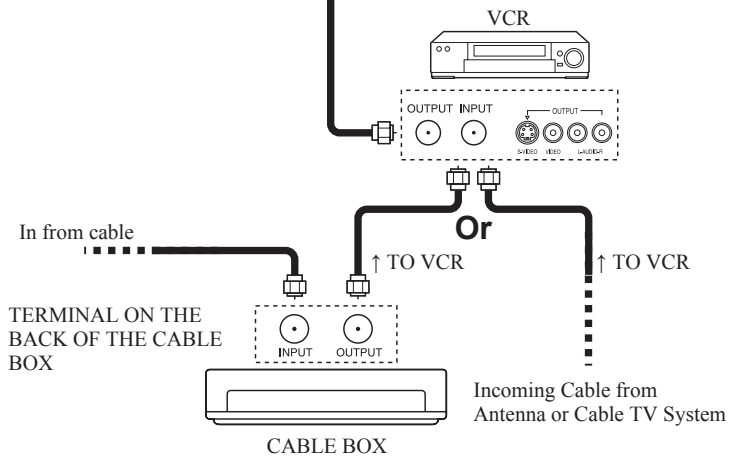 VCR
OUTPUT INPUT
OUTPUT
S-VIDEO VIDEO L-AUDIO-R
Or
In from cable
↑ TO VCR
↑ TO VCR
TERMINAL ON THE
BACK OF THE CABLE
BOX
INPUT OUTPUT
Incoming Cable from
Antenna or Cable TV System
CABLE BOX